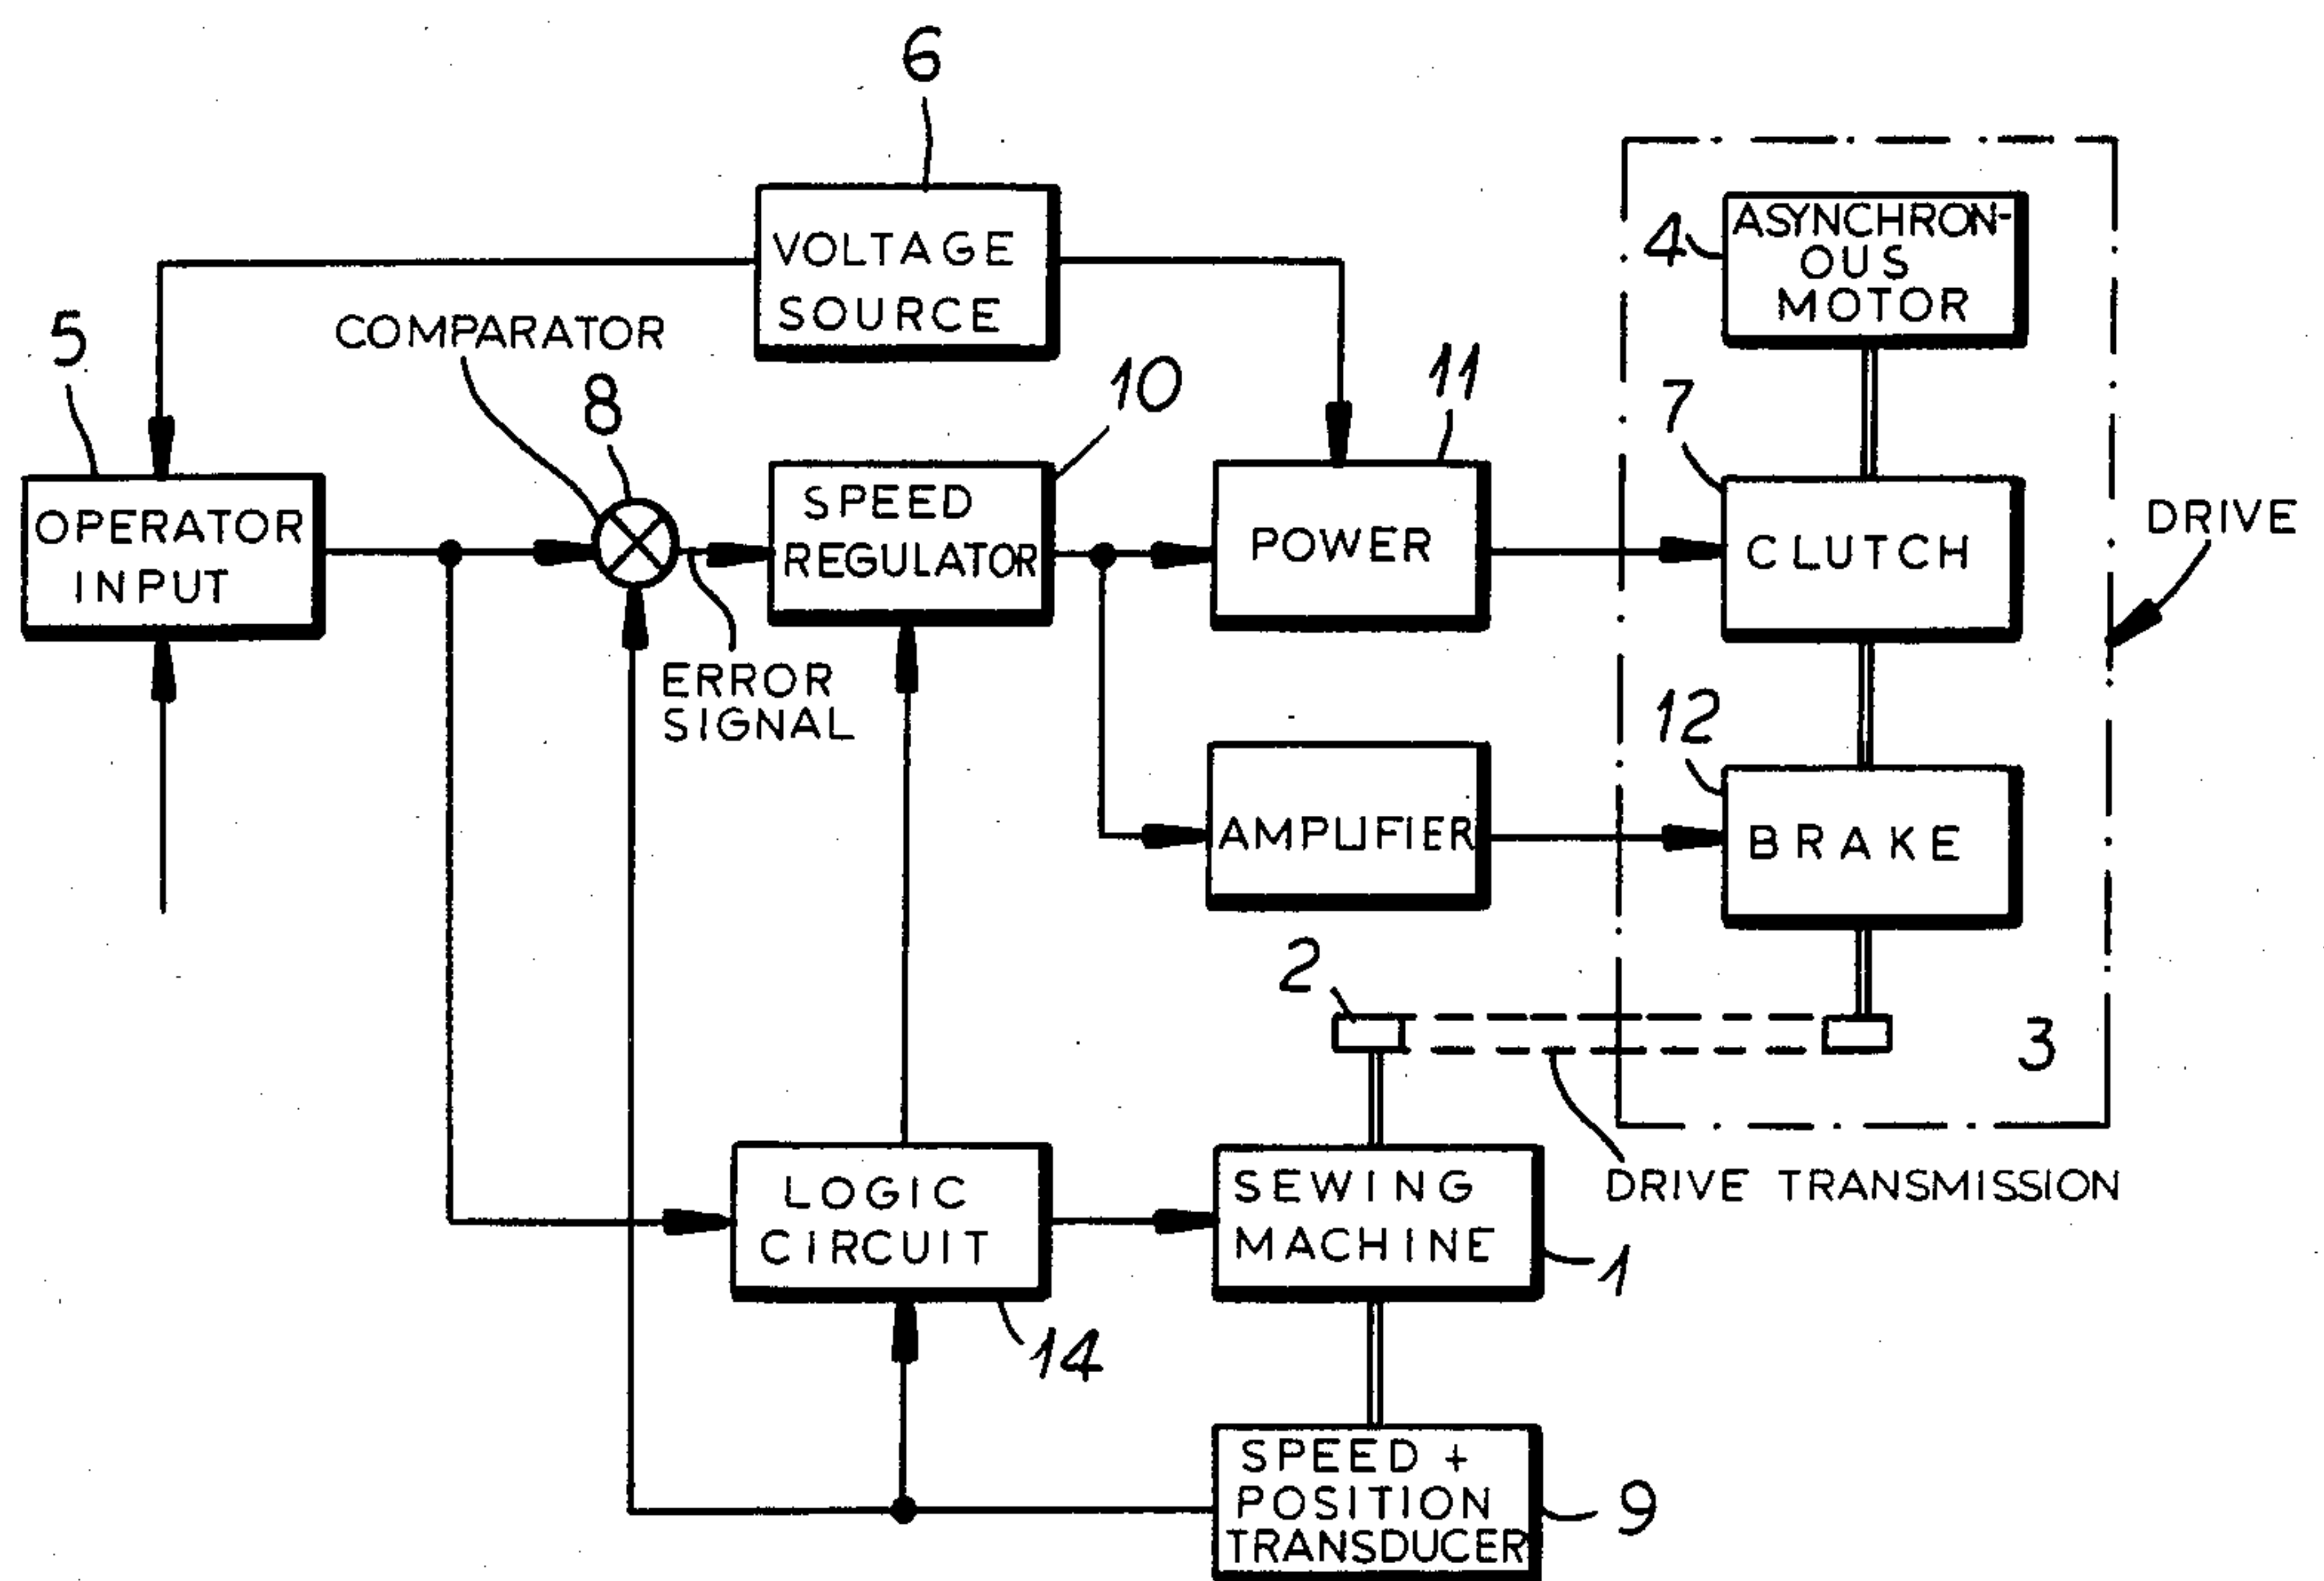 6
VOLTAGE
SOURCE
COMPARATOR
5
8
10
11
4
ASYNCHRON-
OUS
MOTOR
7
OPERATOR
INPUT
SPEED
REGULATOR
POWER
CLUTCH
DRIVE
ERROR
SIGNAL
12
AMPLIFIER
BRAKE
2
3
LOGIC
CIRCUIT
SEWING
MACHINE
DRIVE TRANSMISSION
1
14
SPEED +
POSITION
TRANSDUCER
9